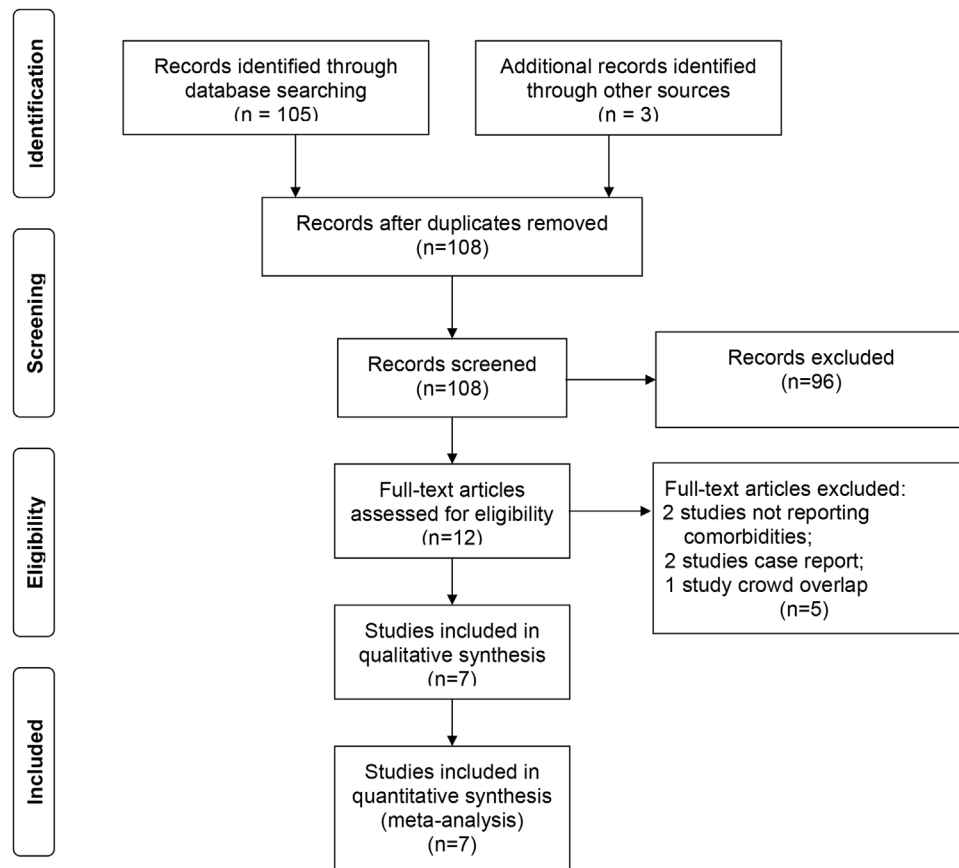 Identification
Records identified through
database searching
(n = 105)
Additional records identified
through other sources
(n = 3)
Records after duplicates removed
(n=108)
Screening
Records screened
(n=108)
Records excluded
(n=96)
Eligibility
Full-text articles
assessed for eligibility
(n=12)
Full-text articles excluded:
2 studies not reporting
comorbidities;
2 studies case report;
1 study crowd overlap
(n=5)
Studies included in
qualitative synthesis
(n=7)
Included
Studies included in
quantitative synthesis
(meta-analysis)
(n=7)